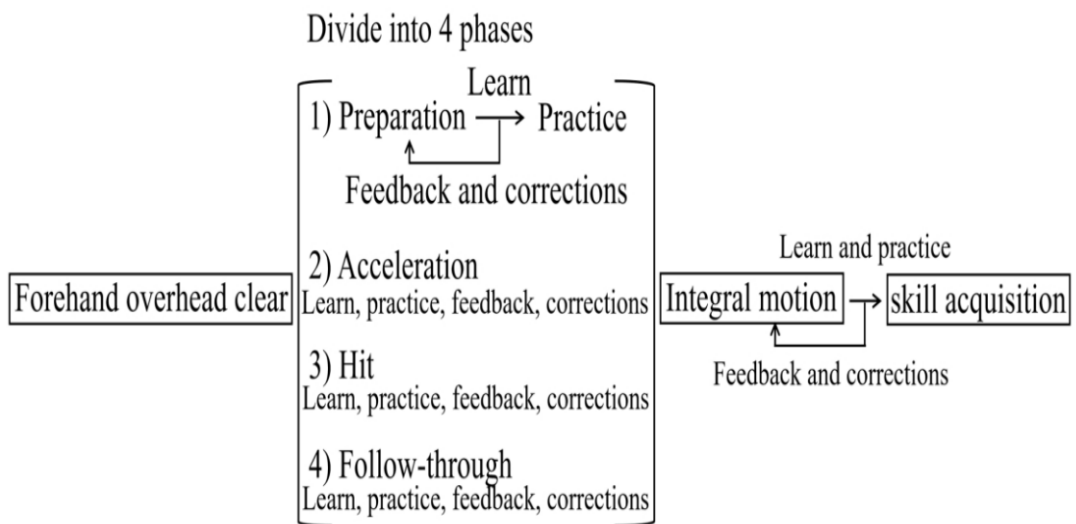 Divide into 4 phases
Learn
1) Preparation Practice
Feedback and corrections
2) Acceleration
Learn, practice, feedback, corrections
3) Hit
Learn, practice, feedback, corrections
4) Follow-through
Learn, practice, feedback, corrections
Forehand overhead clear
Integral motion
Learn and practice
skill acquisition
Feedback and corrections